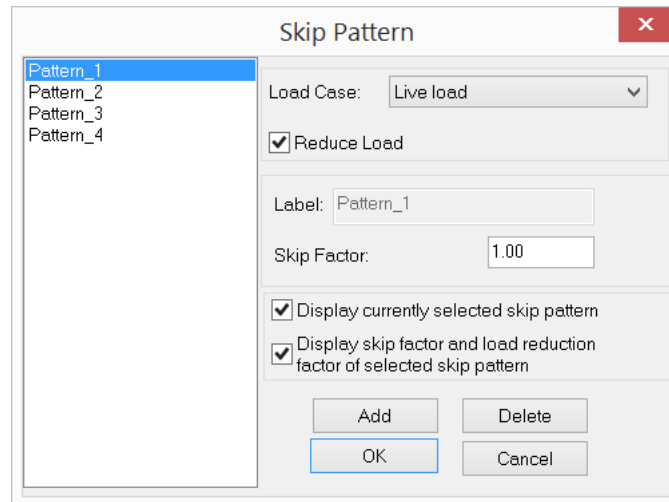 Skip Pattern
Pattern_1
Pattern_2
Pattern_3
Pattern_4
Load Case: Live load
Reduce Load
Label: Pattern_1
Skip Factor: 1.00
Display currently selected skip pattern
Display skip factor and load reduction
factor of selected skip pattern
Add Delete
OK Cancel